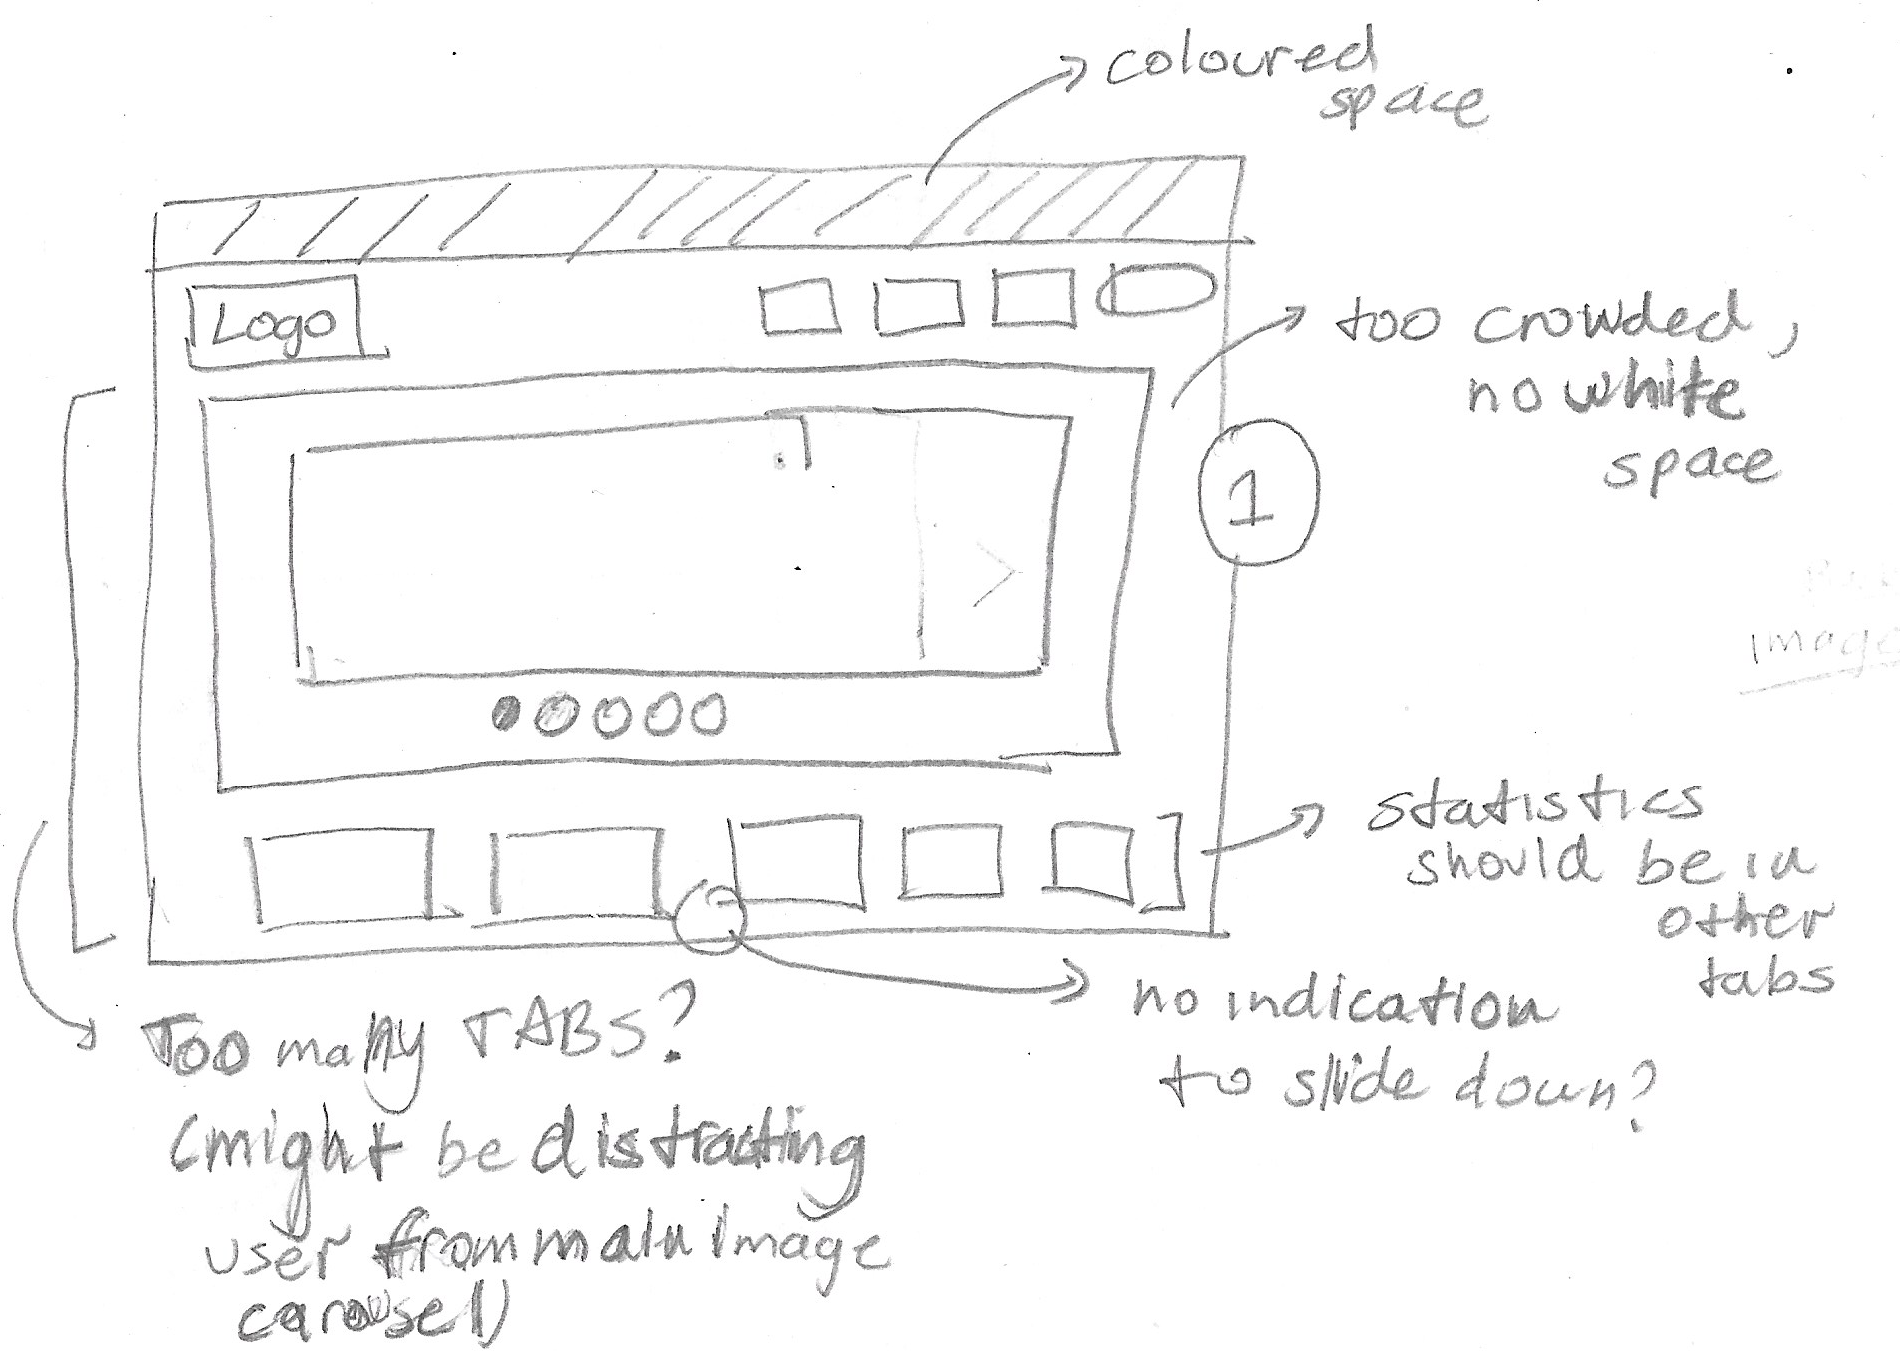 coloured
space
Logo
too crowded,
no white
space
1
image
statistics
should be in
other
tabs
no indication
to slide down?
Too many TABS?
(might be distracting
user from main image
carousel)